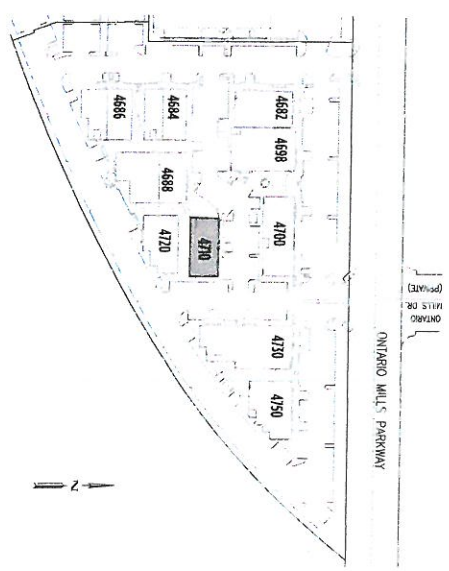 4686
4684
4682
4698
4688
4700
4720
4710
4730
4750
ONTARIO
MILLS DR.
(PRIVATE)
ONTARIO MILLS PARKWAY
N